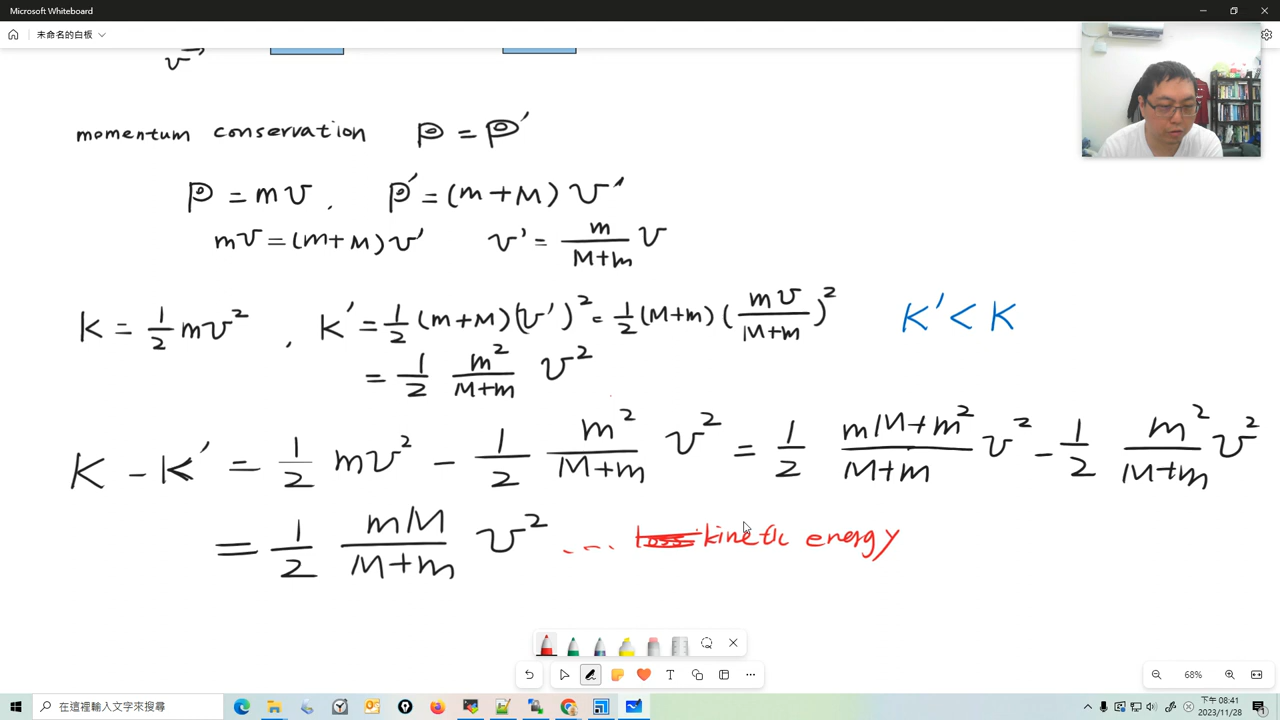 Microsoft Whiteboard
未命名的白板
v
momentum conservation P = P'
P = mv, P' = (m+M) v'
mv = (m+M) v' v' = m/(M+m) v
K = 1/2 mv², K' = 1/2 (m+M)(v')² = 1/2 (M+m) (mv/(M+m))² K' < K
= 1/2 m²/(M+m) v²
K - K' = 1/2 mv² - 1/2 m²/(M+m) v² = 1/2 (mM+m²)/(M+m) v² - 1/2 m²/(M+m) v²
= 1/2 mM/(M+m) v² ... loss kinetic energy
68%
在這裡輸入文字來搜尋
下午 08:41
2023/11/28